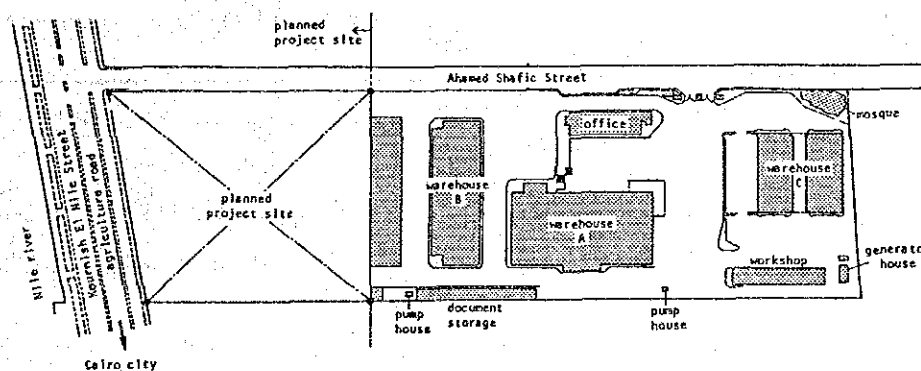 planned
project site
Ahamed Shafic Street
office
mosque
warehouse
B
warehouse
C
planned
project site
warehouse
A
Nile river
Kournish El Nile Street
agriculture road
generator
house
workshop
pump
house
document
storage
pump
house
Cairo city